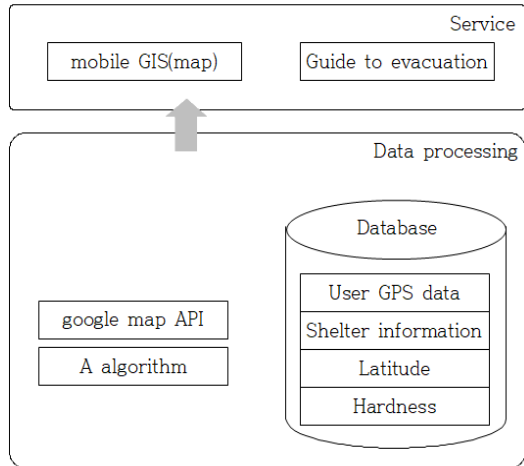 Service
mobile GIS(map)
Guide to evacuation
Data processing
Database
User GPS data
Shelter information
Latitude
Hardness
google map API
A algorithm